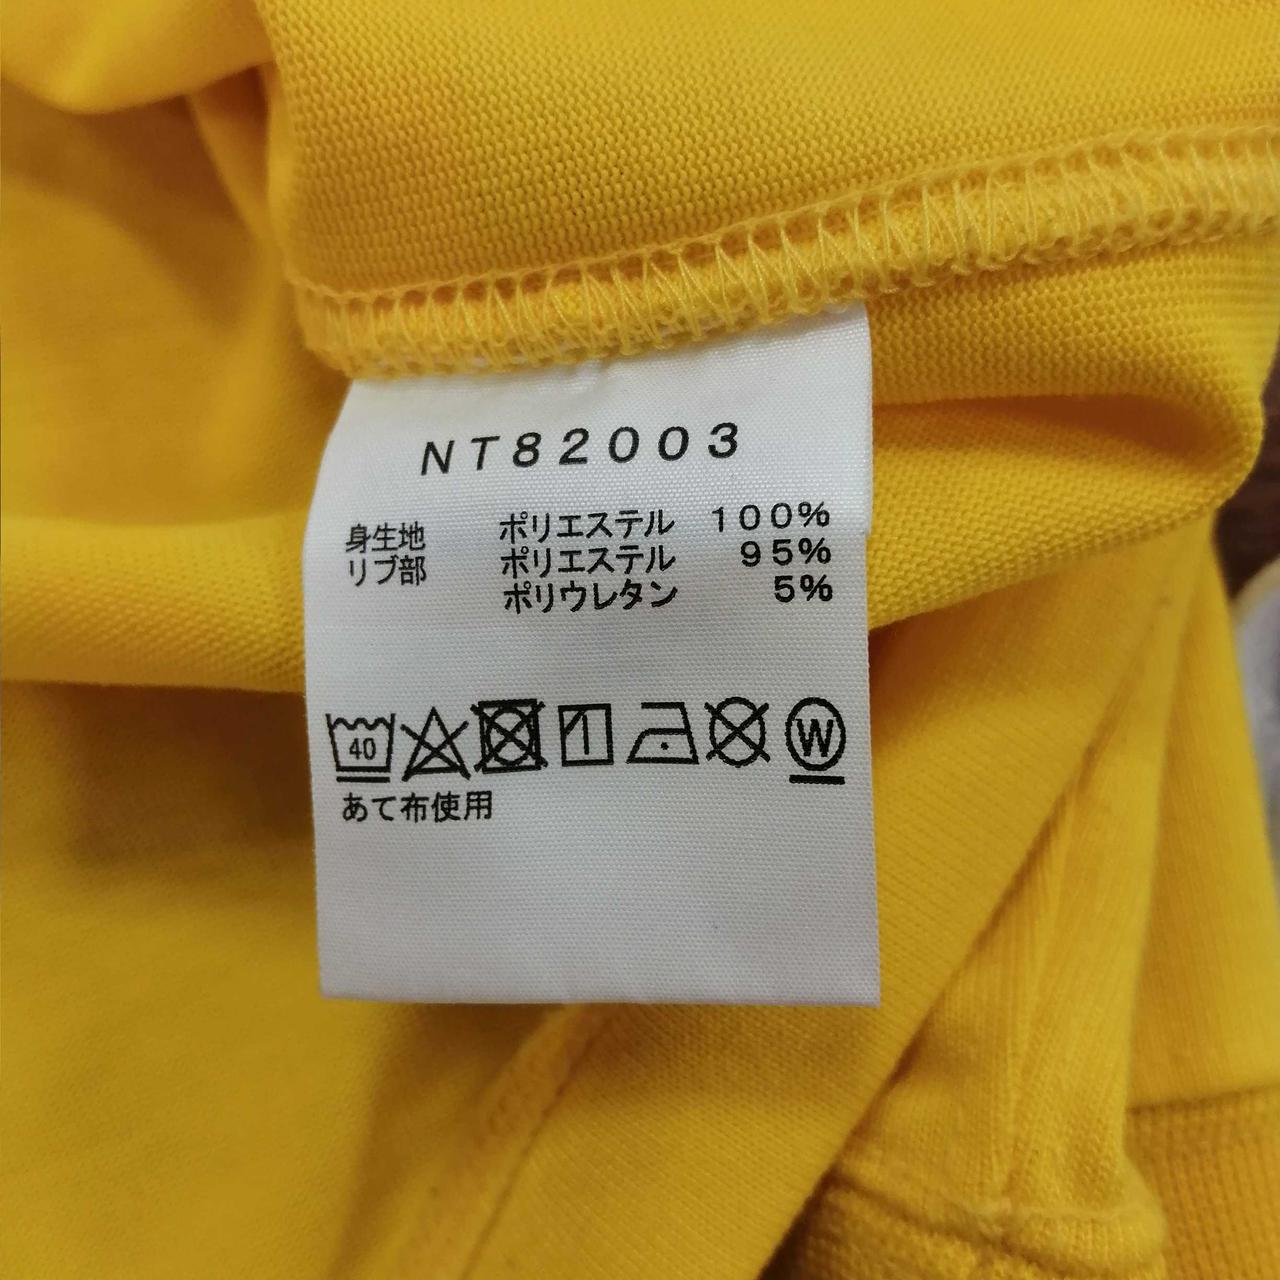 NT82003
身生地 ポリエステル 100%
リブ部 ポリエステル 95%
ポリウレタン 5%
40 W
あて布使用